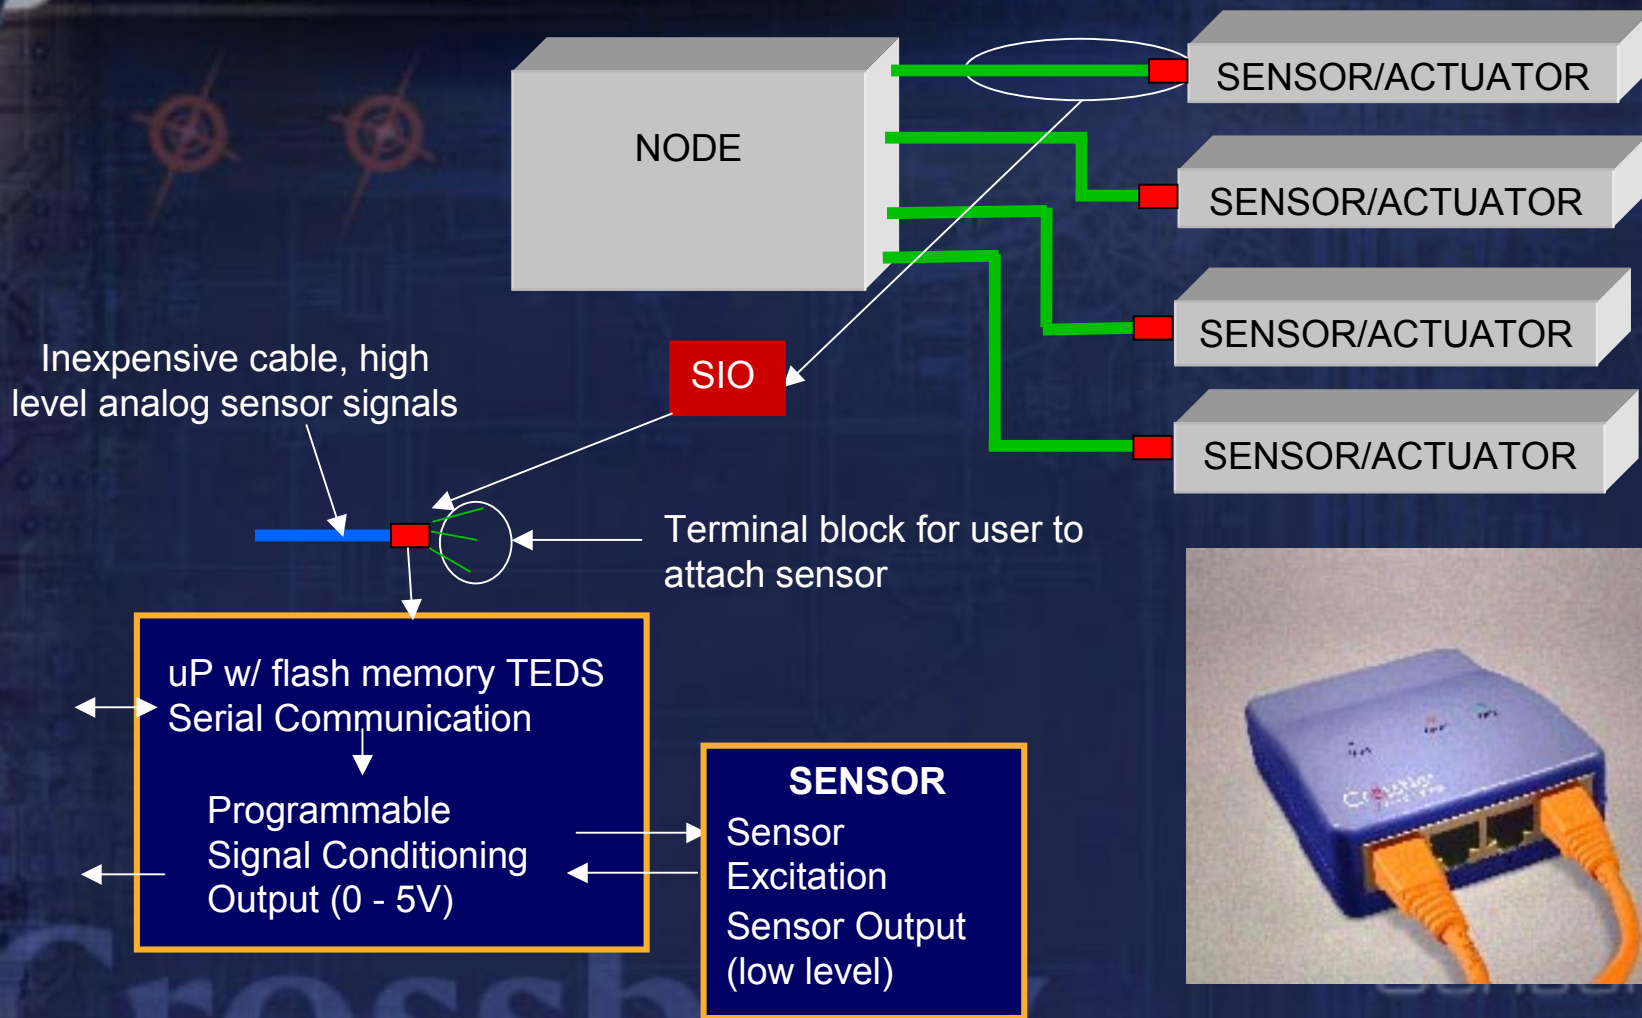 NODE
SENSOR/ACTUATOR
SENSOR/ACTUATOR
SENSOR/ACTUATOR
SENSOR/ACTUATOR
SIO
Inexpensive cable, high
level analog sensor signals
Terminal block for user to
attach sensor
uP w/ flash memory TEDS
Serial Communication
Programmable
Signal Conditioning
Output (0 - 5V)
SENSOR
Sensor
Excitation
Sensor Output
(low level)